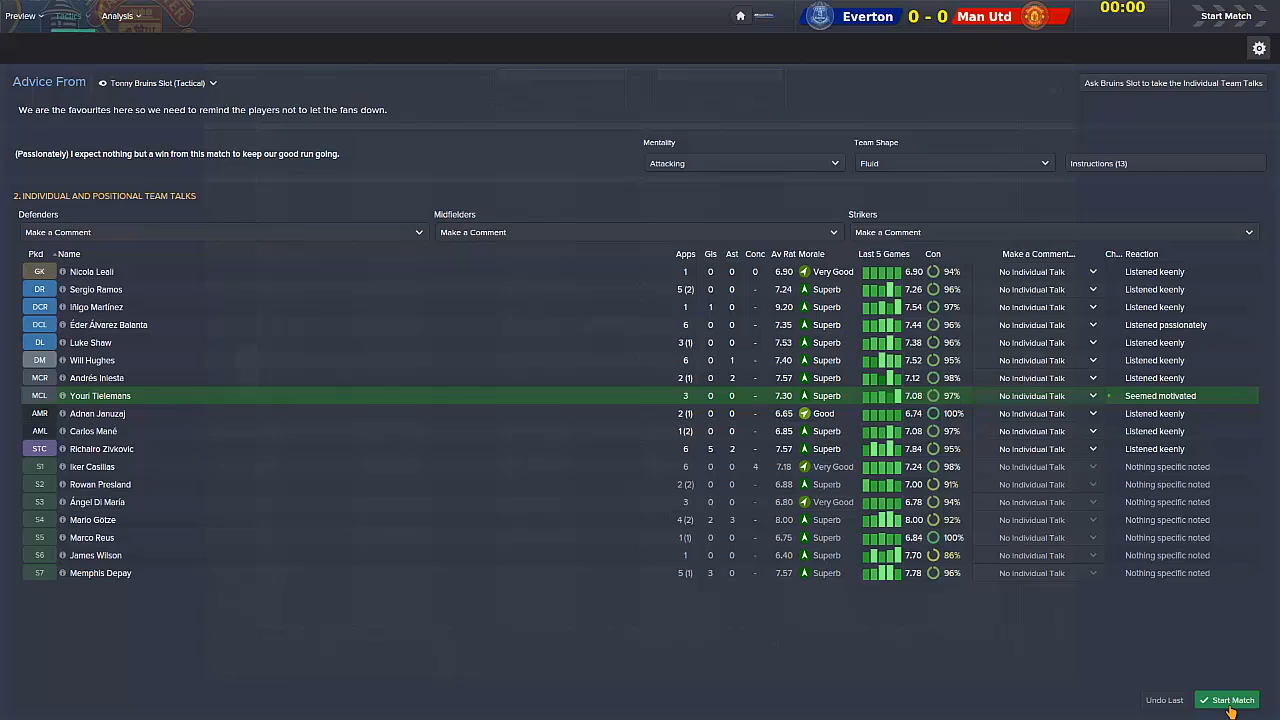 Preview Tactics Analysis Everton 0 - 0 Man Utd 00:00 Start Match
Advice From Tonny Bruins Slot (Tactical) Ask Bruins Slot to take the Individual Team Talks
We are the favourites here so we need to remind the players not to let the fans down.
Mentality Team Shape
(Passionately) I expect nothing but a win from this match to keep our good run going.
Attacking Fluid Instructions (13)
2. INDIVIDUAL AND POSITIONAL TEAM TALKS
Defenders Midfielders Strikers
Make a Comment Make a Comment Make a Comment
Pkd Name Apps Gls Ast Conc Av Rat Morale Last 5 Games Con Make a Comment... Ch... Reaction
GK Nicola Leali 1 0 0 0 6.90 Very Good 6.90 94% No Individual Talk Listened keenly
DR Sergio Ramos 5 (2) 0 0 - 7.24 Superb 7.26 96% No Individual Talk Listened keenly
DCR Iñigo Martínez 1 1 0 - 9.20 Superb 7.54 97% No Individual Talk Listened keenly
DCL Éder Álvarez Balanta 6 0 0 - 7.35 Superb 7.44 96% No Individual Talk Listened passionately
DL Luke Shaw 3 (1) 0 0 - 7.53 Superb 7.38 96% No Individual Talk Listened keenly
DM Will Hughes 6 0 1 - 7.40 Superb 7.52 95% No Individual Talk Listened keenly
MCR Andrés Iniesta 2 (1) 0 2 - 7.57 Superb 7.12 98% No Individual Talk Listened keenly
MCL Youri Tielemans 3 0 0 - 7.30 Superb 7.08 97% No Individual Talk Seemed motivated
AMR Adnan Januzaj 2 (1) 0 0 - 6.65 Good 6.74 100% No Individual Talk Listened keenly
AML Carlos Mané 1 (2) 0 0 - 6.85 Superb 7.08 97% No Individual Talk Listened keenly
STC Richairo Zivkovic 6 5 2 - 7.57 Superb 7.84 95% No Individual Talk Listened keenly
S1 Iker Casillas 6 0 0 4 7.18 Very Good 7.24 98% No Individual Talk Nothing specific noted
S2 Rowan Presland 2 (2) 0 0 - 6.88 Superb 7.00 91% No Individual Talk Nothing specific noted
S3 Ángel Di María 3 0 0 - 6.80 Very Good 6.78 94% No Individual Talk Nothing specific noted
S4 Mario Götze 4 (2) 2 3 - 8.00 Superb 8.00 92% No Individual Talk Nothing specific noted
S5 Marco Reus 1 (1) 0 0 - 6.75 Superb 6.84 100% No Individual Talk Nothing specific noted
S6 James Wilson 1 0 0 - 6.40 Superb 7.70 86% No Individual Talk Nothing specific noted
S7 Memphis Depay 5 (1) 3 0 - 7.57 Superb 7.78 96% No Individual Talk Nothing specific noted
Undo Last Start Match